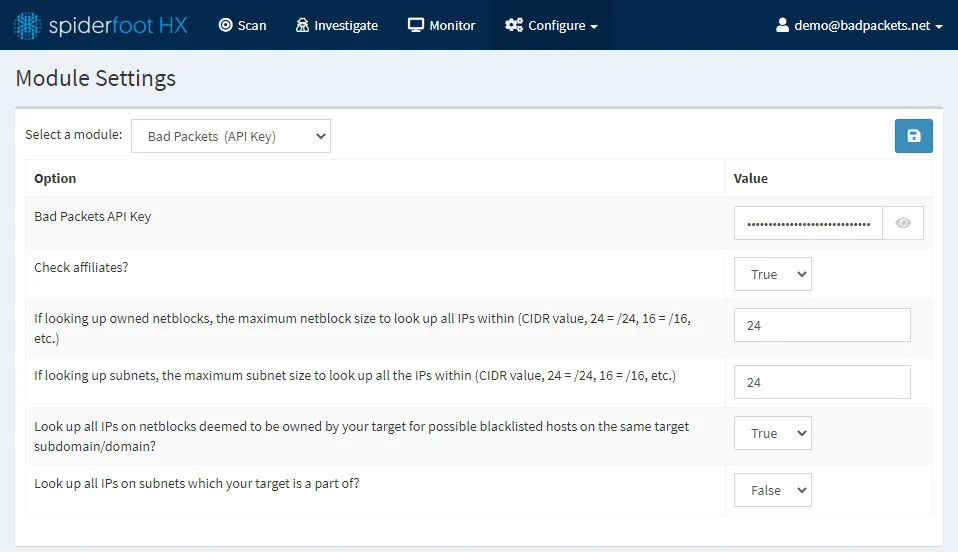 spiderfoot HX Scan Investigate Monitor Configure demo@badpackets.net
Module Settings
Select a module: Bad Packets (API Key)
Option Value
Bad Packets API Key ••••••••••••••••••••••••••••
Check affiliates? True
If looking up owned netblocks, the maximum netblock size to look up all IPs within (CIDR value, 24 = /24, 16 = /16,
etc.) 24
If looking up subnets, the maximum subnet size to look up all the IPs within (CIDR value, 24 = /24, 16 = /16, etc.) 24
Look up all IPs on netblocks deemed to be owned by your target for possible blacklisted hosts on the same target
subdomain/domain? True
Look up all IPs on subnets which your target is a part of? False